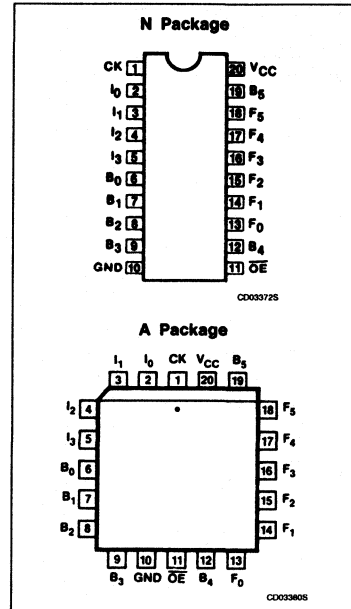 N Package
CK 1 20 VCC
I0 2 19 B5
I1 3 18 F5
I2 4 17 F4
I3 5 16 F3
B0 6 15 F2
B1 7 14 F1
B2 8 13 F0
B3 9 12 B4
GND 10 11 O̅E̅
CD03372S
A Package
I1 I0 CK VCC B5
3 2 1 20 19
I2 4 18 F5
I3 5 17 F4
B0 6 16 F3
B1 7 15 F2
B2 8 14 F1
9 10 11 12 13
B3 GND O̅E̅ B4 F0
CD03380S